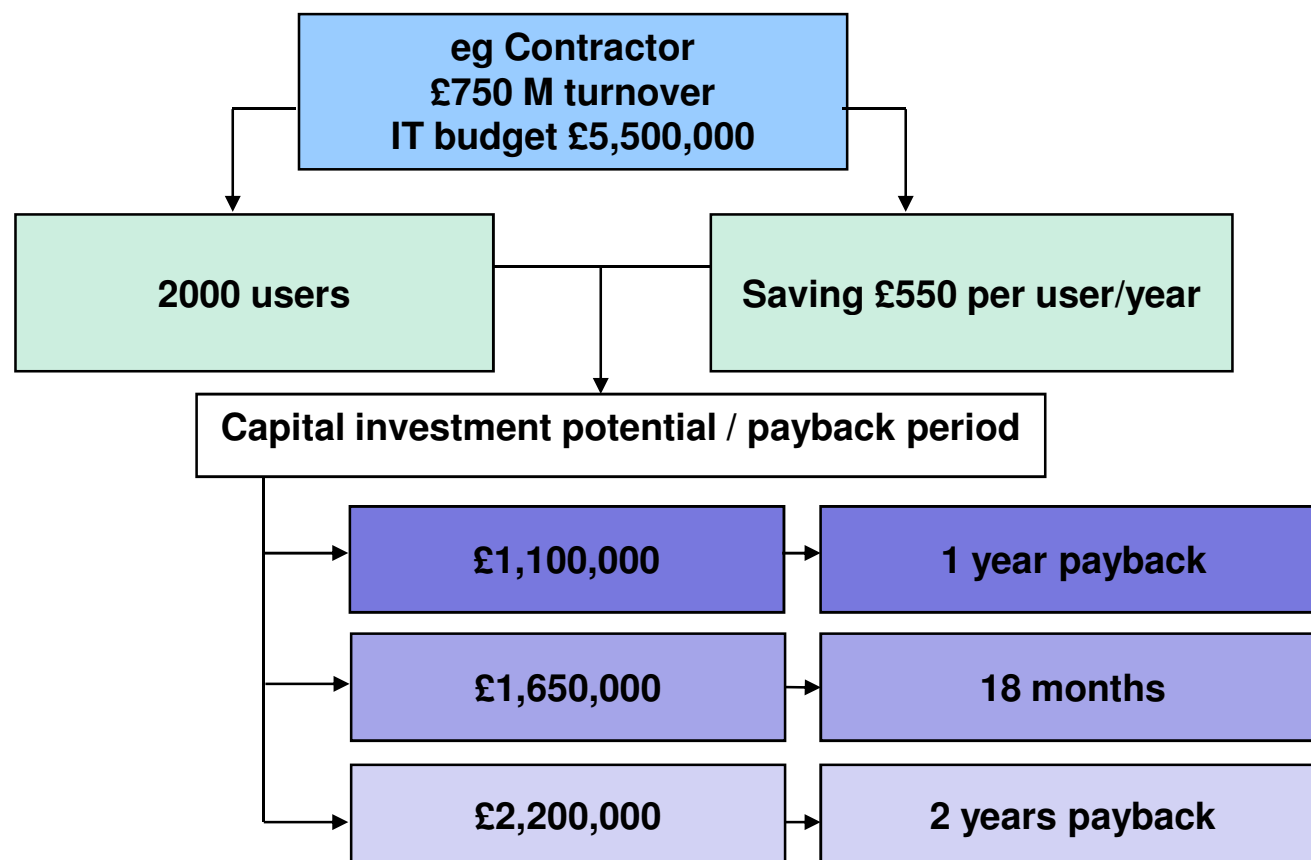 eg Contractor
£750 M turnover
IT budget £5,500,000
2000 users
Saving £550 per user/year
Capital investment potential / payback period
£1,100,000
1 year payback
£1,650,000
18 months
£2,200,000
2 years payback